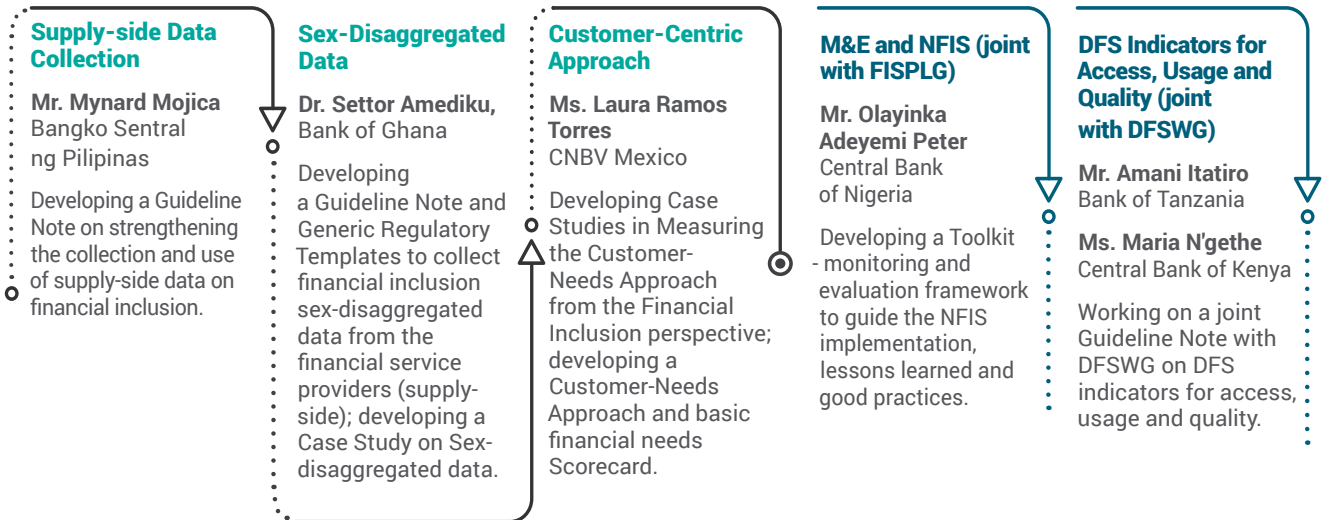 Supply-side Data
Collection
Mr. Mynard Mojica
Bangko Sentral
ng Pilipinas
Developing a Guideline
Note on strengthening
the collection and use
of supply-side data on
financial inclusion.
Sex-Disaggregated
Data
Dr. Settor Amediku,
Bank of Ghana
Developing
a Guideline Note and
Generic Regulatory
Templates to collect
financial inclusion
sex-disaggregated
data from the
financial service
providers (supply-
side); developing a
Case Study on Sex-
disaggregated data.
Customer-Centric
Approach
Ms. Laura Ramos
Torres
CNBV Mexico
Developing Case
Studies in Measuring
the Customer-
Needs Approach
from the Financial
Inclusion perspective;
developing a
Customer-Needs
Approach and basic
financial needs
Scorecard.
M&E and NFIS (joint
with FISPLG)
Mr. Olayinka
Adeyemi Peter
Central Bank
of Nigeria
Developing a Toolkit
- monitoring and
evaluation framework
to guide the NFIS
implementation,
lessons learned and
good practices.
DFS Indicators for
Access, Usage and
Quality (joint
with DFSWG)
Mr. Amani Itatiro
Bank of Tanzania
Ms. Maria N'gethe
Central Bank of Kenya
Working on a joint
Guideline Note with
DFSWG on DFS
indicators for access,
usage and quality.